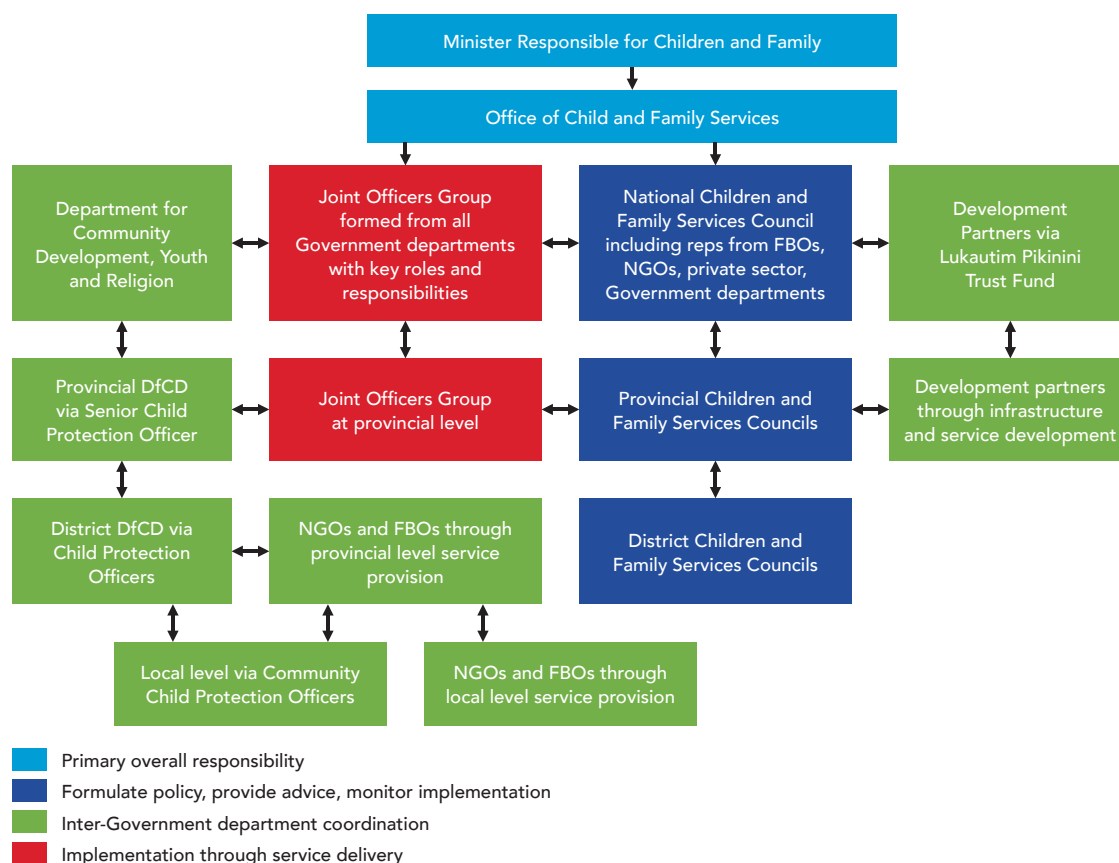 Minister Responsible for Children and Family
Office of Child and Family Services
Department for
Community
Development, Youth
and Religion
Joint Officers Group
formed from all
Government departments
with key roles and
responsibilities
National Children and
Family Services Council
including reps from FBOs,
NGOs, private sector,
Government departments
Development
Partners via
Lukautim Pikinini
Trust Fund
Provincial DfCD
via Senior Child
Protection Officer
Joint Officers Group
at provincial level
Provincial Children and
Family Services Councils
Development partners
through infrastructure
and service development
District DfCD via
Child Protection
Officers
NGOs and FBOs through
provincial level service
provision
District Children and
Family Services Councils
Local level via Community
Child Protection Officers
NGOs and FBOs through
local level service provision
Primary overall responsibility
Formulate policy, provide advice, monitor implementation
Inter-Government department coordination
Implementation through service delivery